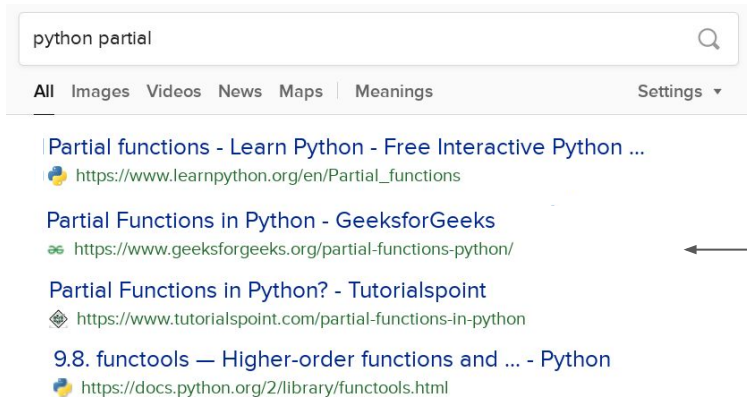 python partial
All Images Videos News Maps Meanings Settings
Partial functions - Learn Python - Free Interactive Python ...
https://www.learnpython.org/en/Partial_functions
Partial Functions in Python - GeeksforGeeks
https://www.geeksforgeeks.org/partial-functions-python/
Partial Functions in Python? - Tutorialspoint
https://www.tutorialspoint.com/partial-functions-in-python
9.8. functools — Higher-order functions and ... - Python
https://docs.python.org/2/library/functools.html